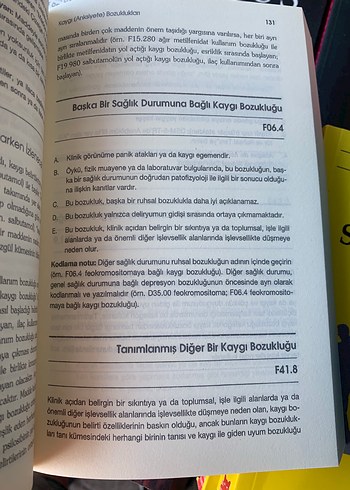 Kaygı (Anksiyete) Bozuklukları
131
masında birden çok maddenin önem taşıdığı yargısına varılırsa, her biri ayrı
ayrı sıralanmalıdır (örn. F15.280 ağır metilfenidat kullanım bozukluğu ile
birlikte metilfenidatın yol açtığı kaygı bozukluğu, esriklik sırasında başlayan;
F19.980 salbutamolün yol açtığı kaygı bozukluğu, ilaç kullanımından sonra
başlayan).
Başka Bir Sağlık Durumuna Bağlı Kaygı Bozukluğu
F06.4
A. Klinik görünüme panik atakları ya da kaygı egemendir.
B. Öykü, fizik muayene ya da laboratuvar bulgularında, bu bozukluğun, baş-
ka bir sağlık durumunun doğrudan patofizyoloji ile ilgili bir sonucu olduğu-
na ilişkin kanıtlar vardır.
C. Bu bozukluk, başka bir ruhsal bozuklukla daha iyi açıklanamaz.
D. Bu bozukluk yalnızca deliryumun gidişi sırasında ortaya çıkmamaktadır.
E. Bu bozukluk, klinik açıdan belirgin bir sıkıntıya ya da toplumsal, işle ilgili
alanlarda ya da önemli diğer işlevsellik alanlarında işlevsellikte düşmeye
neden olur.
Kodlama notu: Diğer sağlık durumunu ruhsal bozukluğun adının içinde geçirin
(örn. F06.4 feokromositomaya bağlı kaygı bozukluğu). Diğer sağlık durumu,
genel sağlık durumuna bağlı depresyon bozukluğunun öncesinde ayrı olarak
kodlanmalı ve yazılmalıdır (örn. D35.00 feokromositoma; F06.4 feokromosito-
maya bağlı kaygı bozukluğu).
Tanımlanmış Diğer Bir Kaygı Bozukluğu
F41.8
Klinik açıdan belirgin bir sıkıntıya ya da toplumsal, işle ilgili alanlarda ya da
önemli diğer işlevsellik alanlarında işlevsellikte düşmeye neden olan, kaygı bo-
zukluğunun belirti özelliklerinin baskın olduğu, ancak bunların kaygı bozukluk-
ları tanı kümesindeki herhangi birinin tanısı ve kaygı ile giden uyum bozukluğu